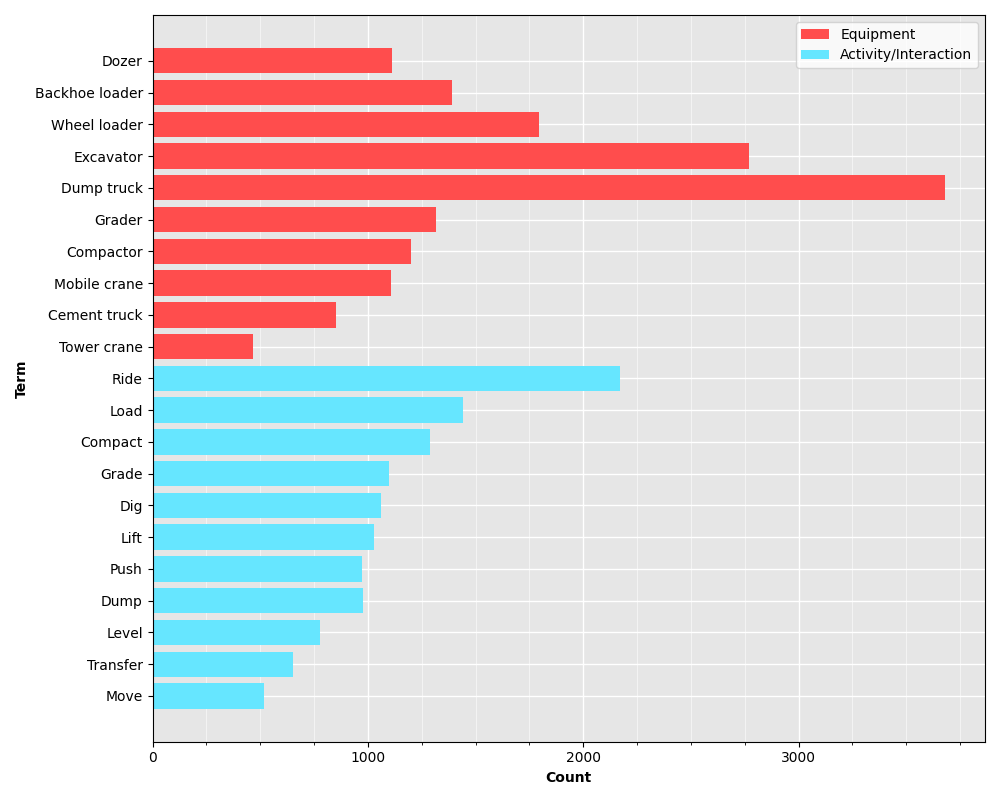 Equipment
Activity/Interaction
Dozer
Backhoe loader
Wheel loader
Excavator
Dump truck
Grader
Compactor
Mobile crane
Cement truck
Tower crane
Ride
Load
Compact
Grade
Dig
Lift
Push
Dump
Level
Transfer
Move
Term
0 1000 2000 3000
Count